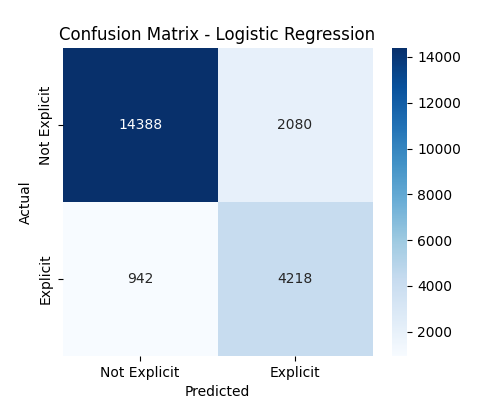 Confusion Matrix - Logistic Regression
Actual
Not Explicit
Explicit
14388 2080
942 4218
Not Explicit Explicit
Predicted
14000
12000
10000
8000
6000
4000
2000